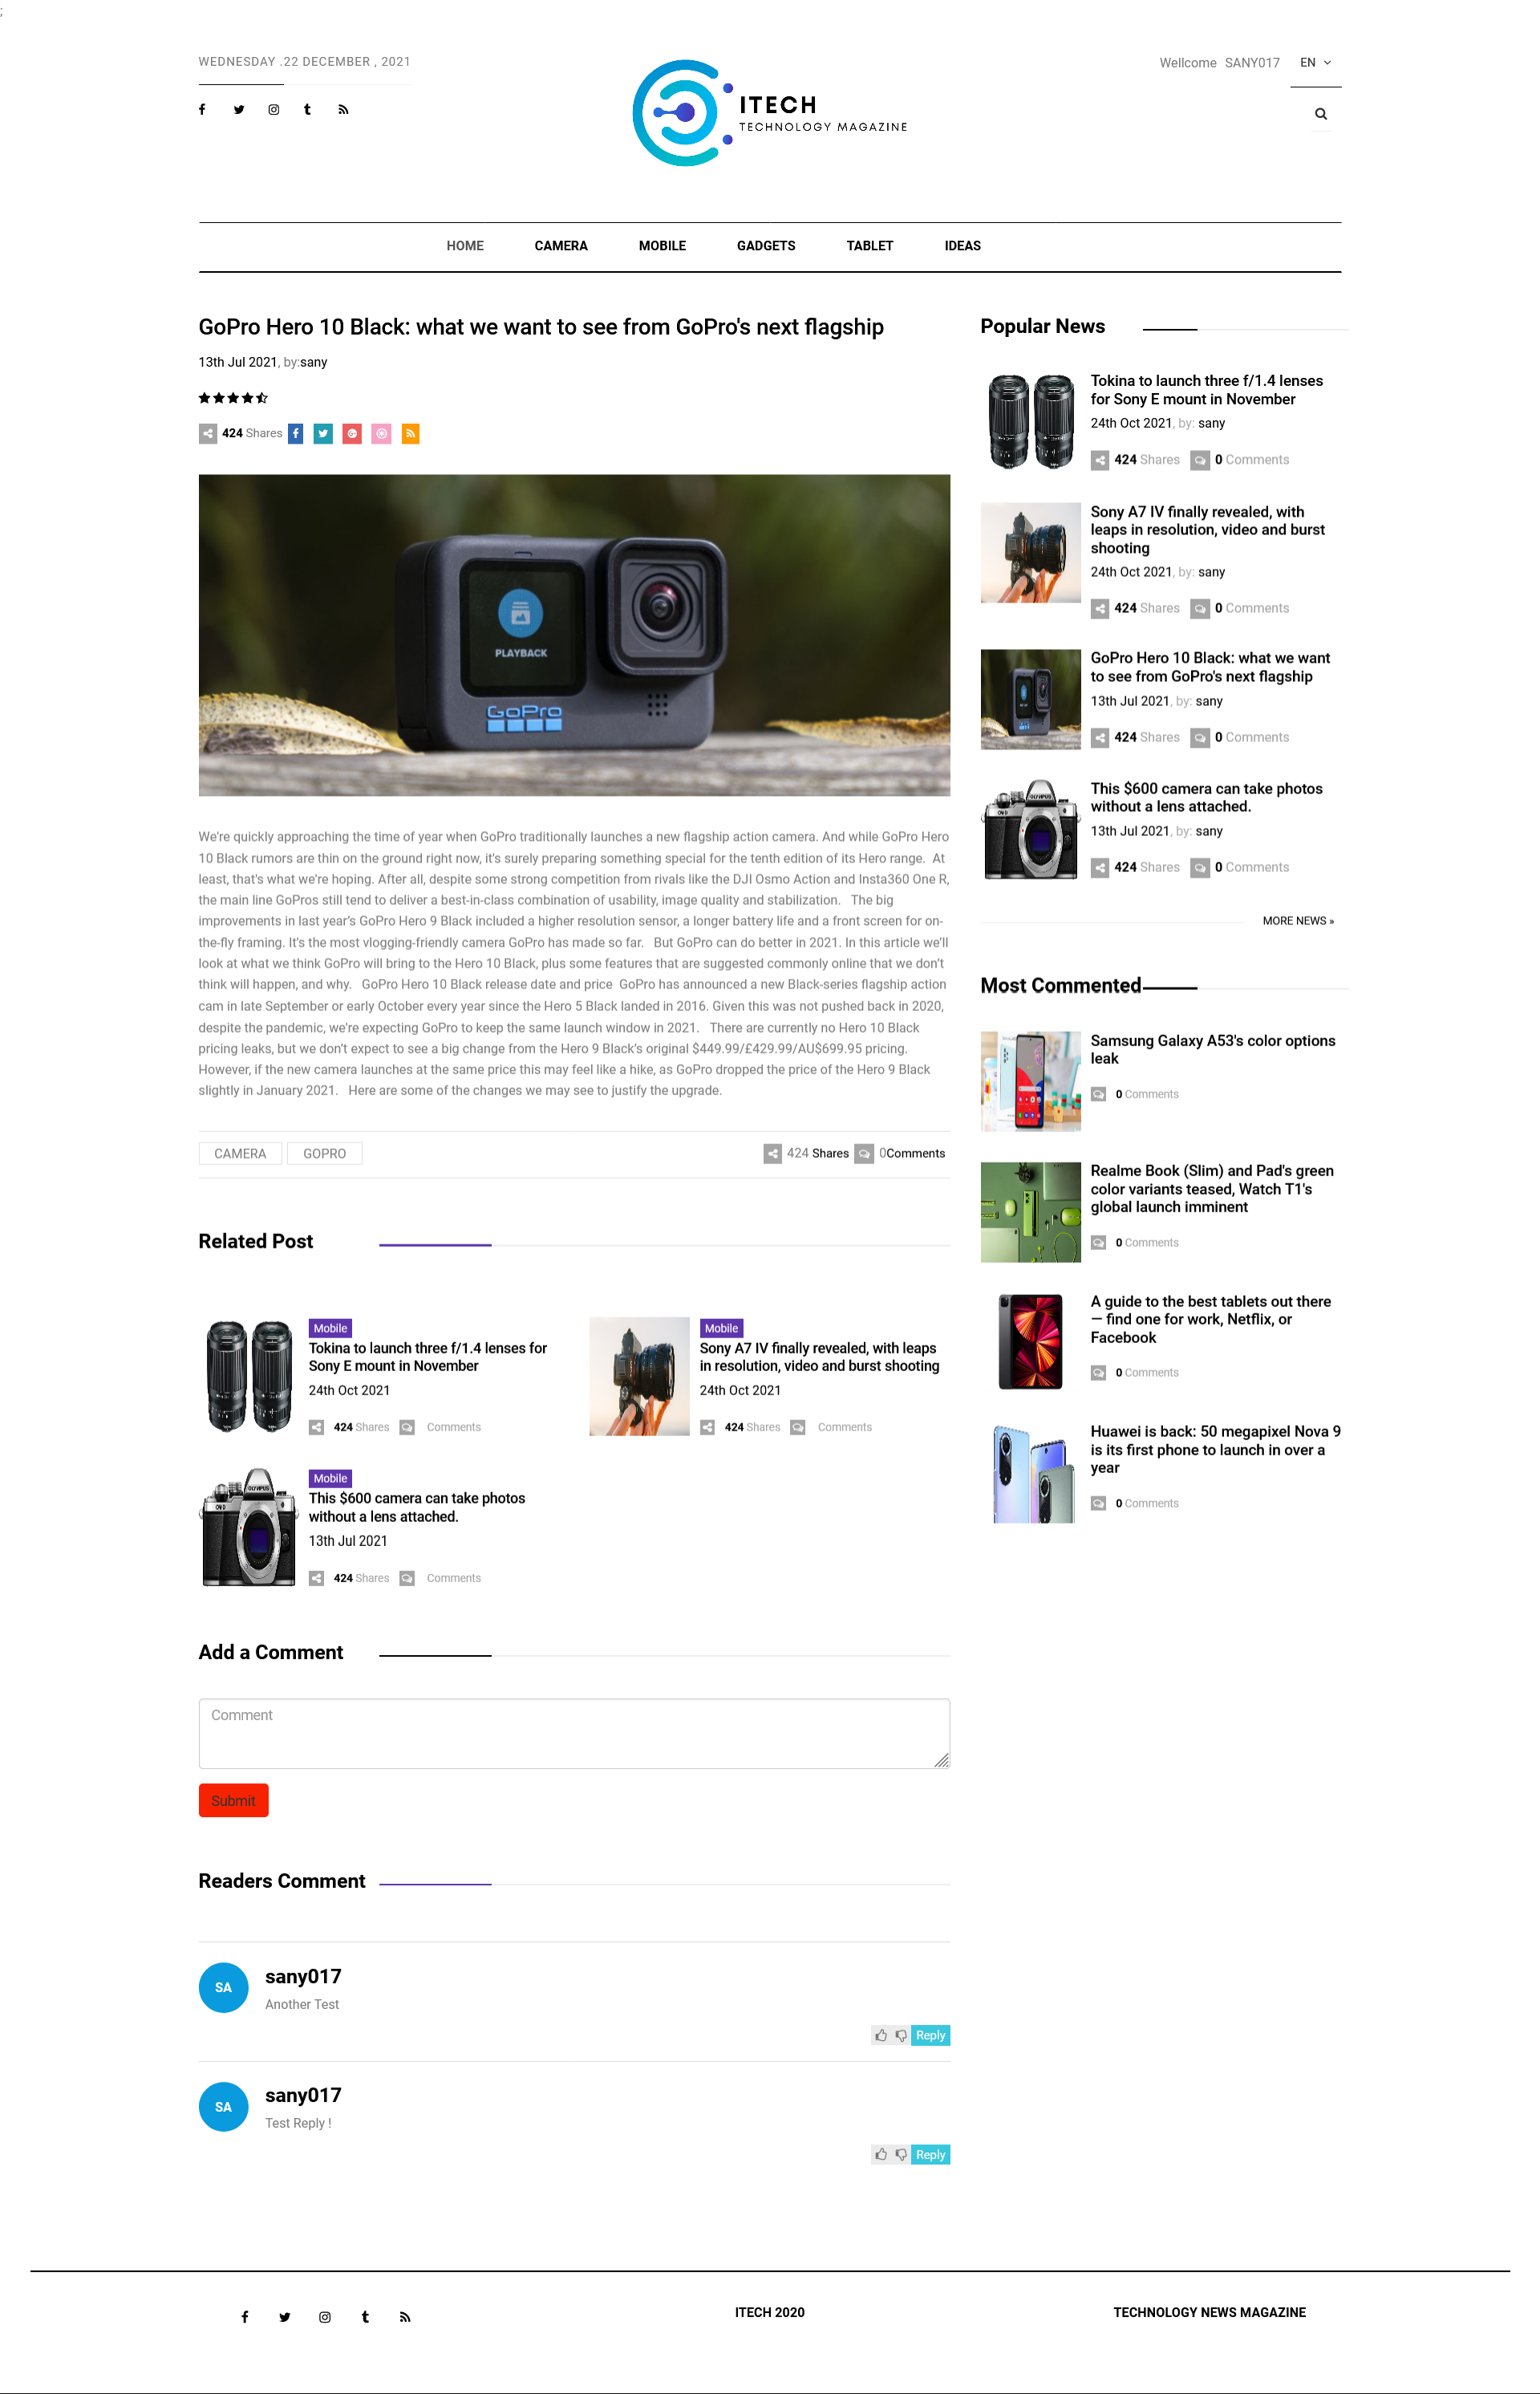 ;
WEDNESDAY .22 DECEMBER , 2021
ITECH
TECHNOLOGY MAGAZINE
Wellcome SANY017 EN
HOME CAMERA MOBILE GADGETS TABLET IDEAS
GoPro Hero 10 Black: what we want to see from GoPro's next flagship
13th Jul 2021, by:sany
424 Shares
PLAYBACK
GoPro
We're quickly approaching the time of year when GoPro traditionally launches a new flagship action camera. And while GoPro Hero
10 Black rumors are thin on the ground right now, it's surely preparing something special for the tenth edition of its Hero range. At
least, that's what we're hoping. After all, despite some strong competition from rivals like the DJI Osmo Action and Insta360 One R,
the main line GoPros still tend to deliver a best-in-class combination of usability, image quality and stabilization. The big
improvements in last year’s GoPro Hero 9 Black included a higher resolution sensor, a longer battery life and a front screen for on-
the-fly framing. It's the most vlogging-friendly camera GoPro has made so far. But GoPro can do better in 2021. In this article we’ll
look at what we think GoPro will bring to the Hero 10 Black, plus some features that are suggested commonly online that we don’t
think will happen, and why. GoPro Hero 10 Black release date and price GoPro has announced a new Black-series flagship action
cam in late September or early October every year since the Hero 5 Black landed in 2016. Given this was not pushed back in 2020,
despite the pandemic, we're expecting GoPro to keep the same launch window in 2021. There are currently no Hero 10 Black
pricing leaks, but we don’t expect to see a big change from the Hero 9 Black’s original $449.99/£429.99/AU$699.95 pricing.
However, if the new camera launches at the same price this may feel like a hike, as GoPro dropped the price of the Hero 9 Black
slightly in January 2021. Here are some of the changes we may see to justify the upgrade.
CAMERA GOPRO
424 Shares 0Comments
Related Post
Mobile
Tokina to launch three f/1.4 lenses for
Sony E mount in November
24th Oct 2021
424 Shares Comments
Mobile
Sony A7 IV finally revealed, with leaps
in resolution, video and burst shooting
24th Oct 2021
424 Shares Comments
OLYMPUS
Mobile
This $600 camera can take photos
without a lens attached.
13th Jul 2021
424 Shares Comments
Add a Comment
Comment
Submit
Readers Comment
SA
sany017
Another Test
Reply
SA
sany017
Test Reply !
Reply
Popular News
Tokina to launch three f/1.4 lenses
for Sony E mount in November
24th Oct 2021, by: sany
424 Shares 0 Comments
Sony A7 IV finally revealed, with
leaps in resolution, video and burst
shooting
24th Oct 2021, by: sany
424 Shares 0 Comments
GoPro Hero 10 Black: what we want
to see from GoPro's next flagship
13th Jul 2021, by: sany
424 Shares 0 Comments
OLYMPUS
This $600 camera can take photos
without a lens attached.
13th Jul 2021, by: sany
424 Shares 0 Comments
MORE NEWS »
Most Commented
Samsung Galaxy A53's color options
leak
0 Comments
Realme Book (Slim) and Pad's green
color variants teased, Watch T1's
global launch imminent
0 Comments
A guide to the best tablets out there
— find one for work, Netflix, or
Facebook
0 Comments
Huawei is back: 50 megapixel Nova 9
is its first phone to launch in over a
year
0 Comments
ITECH 2020
TECHNOLOGY NEWS MAGAZINE